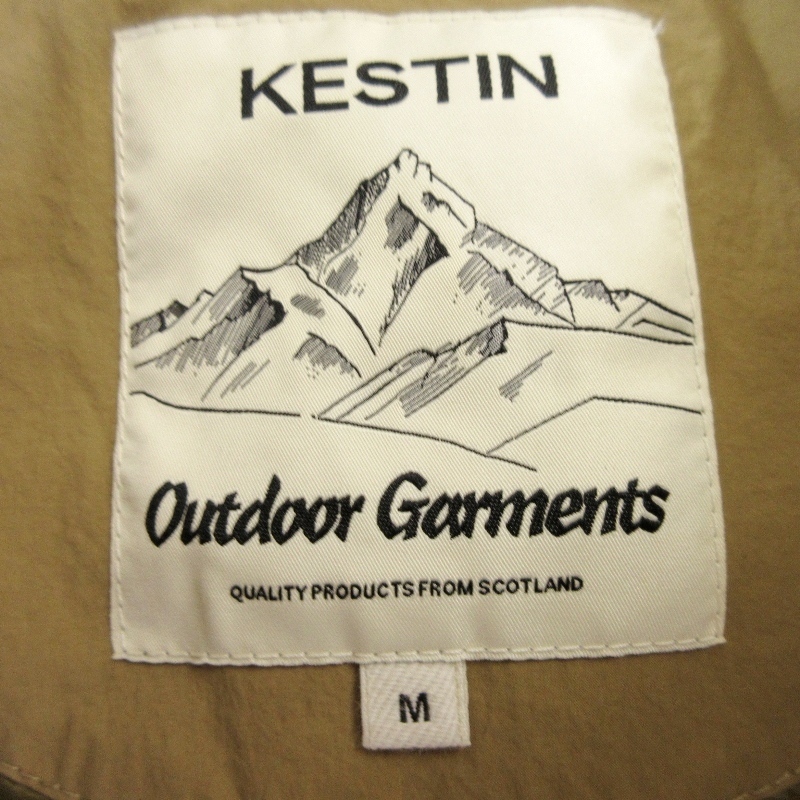 KESTIN
Outdoor Garments
QUALITY PRODUCTS FROM SCOTLAND
M